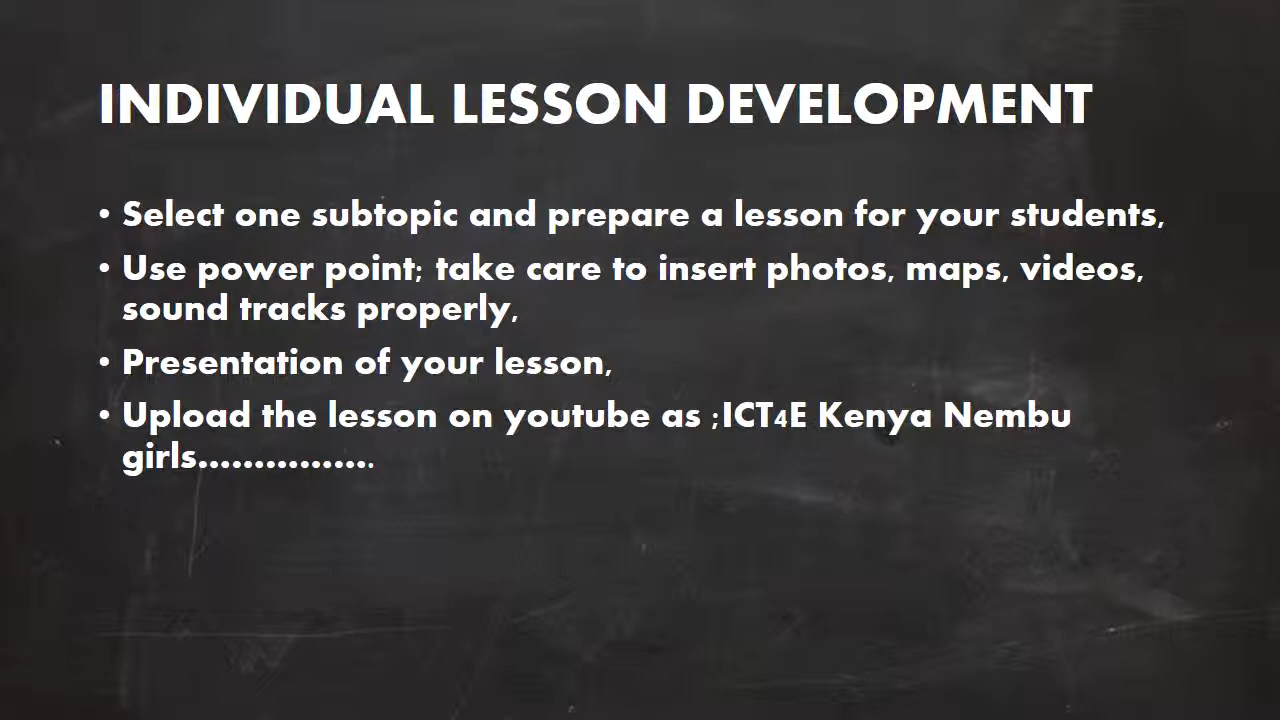 INDIVIDUAL LESSON DEVELOPMENT
• Select one subtopic and prepare a lesson for your students,
• Use power point; take care to insert photos, maps, videos,
sound tracks properly,
• Presentation of your lesson,
• Upload the lesson on youtube as ;ICT4E Kenya Nembu
girls................